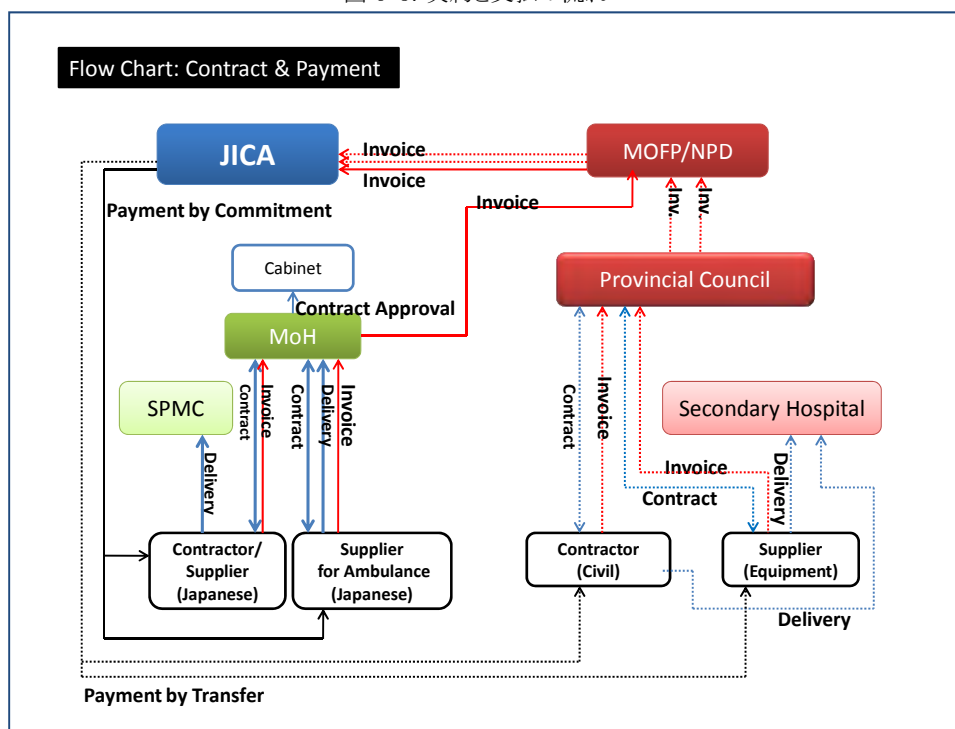 Flow Chart: Contract & Payment
JICA
MOFP/NPD
Invoice
Invoice
Invoice
Inv.
Inv.
Payment by Commitment
Cabinet
Provincial Council
Contract Approval
MoH
SPMC
Contract
Invoice
Contract
Delivery
Invoice
Contract
Invoice
Secondary Hospital
Delivery
Invoice
Contract
Delivery
Contractor/
Supplier
(Japanese)
Supplier
for Ambulance
(Japanese)
Contractor
(Civil)
Supplier
(Equipment)
Delivery
Payment by Transfer